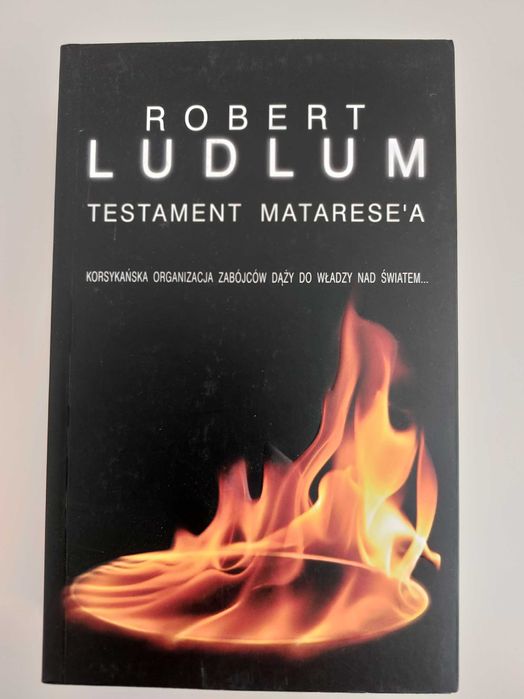 ROBERT
LUDLUM
TESTAMENT MATARESE'A
KORSYKAŃSKA ORGANIZACJA ZABÓJCÓW DĄŻY DO WŁADZY NAD ŚWIATEM...